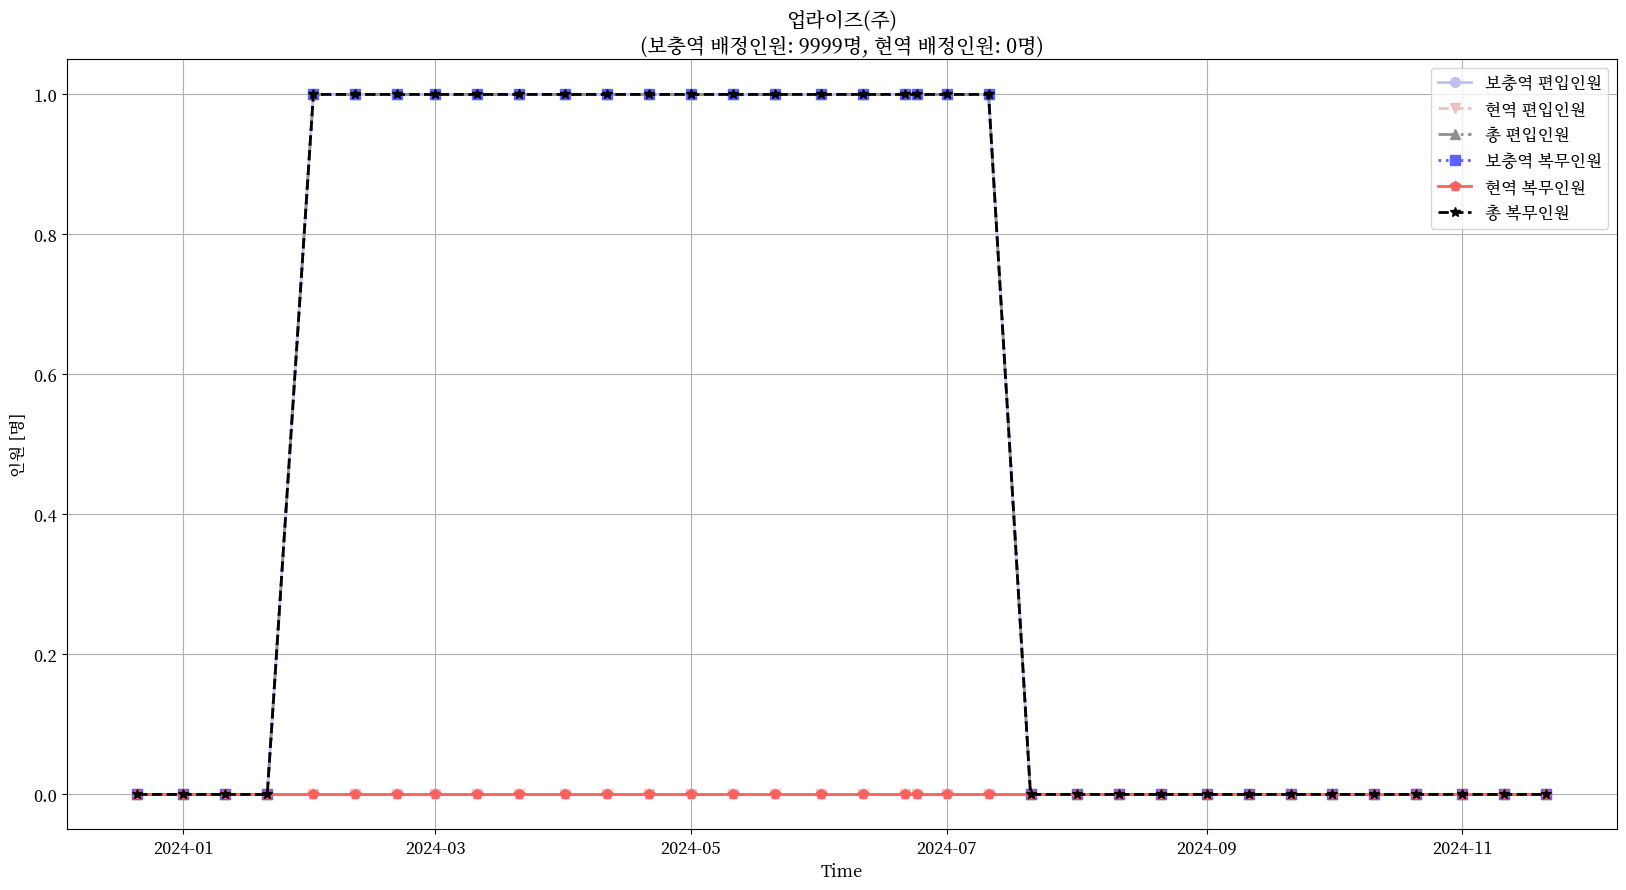 업라이즈(주)
(보충역 배정인원: 9999명, 현역 배정인원: 0명)
보충역 편입인원
현역 편입인원
총 편입인원
보충역 복무인원
현역 복무인원
총 복무인원
인원 [명]
1.0
0.8
0.6
0.4
0.2
0.0
2024-01
2024-03
2024-05
2024-07
2024-09
2024-11
Time